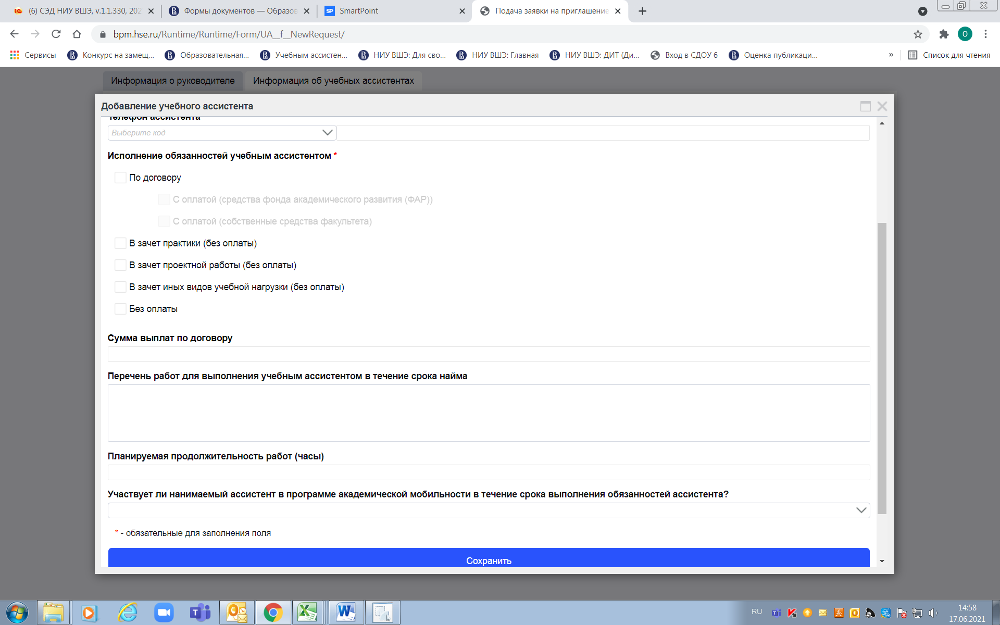 (6) СЭД НИУ ВШЭ, v.1.1.330, 202
Формы документов — Образов
SP SmartPoint
Подача заявки на приглашение
bpm.hse.ru/Runtime/Runtime/Form/UA__f__NewRequest/
О
Сервисы
Конкурс на замещ...
Образовательная...
Учебным ассистен...
НИУ ВШЭ: Для сво...
НИУ ВШЭ: Главная
НИУ ВШЭ: ДИТ (Ди...
Вход в СДОУ 6
Оценка публикаци...
»
Список для чтения
Информация о руководителе
Информация об учебных ассистентах
Добавление учебного ассистента
Телефон ассистента
Выберите код
Исполнение обязанностей учебным ассистентом *
По договору
С оплатой (средства фонда академического развития (ФАР))
С оплатой (собственные средства факультета)
В зачет практики (без оплаты)
В зачет проектной работы (без оплаты)
В зачет иных видов учебной нагрузки (без оплаты)
Без оплаты
Сумма выплат по договору
Перечень работ для выполнения учебным ассистентом в течение срока найма
Планируемая продолжительность работ (часы)
Участвует ли нанимаемый ассистент в программе академической мобильности в течение срока выполнения обязанностей ассистента?
* - обязательные для заполнения поля
Сохранить
RU
14:58
17.06.2021